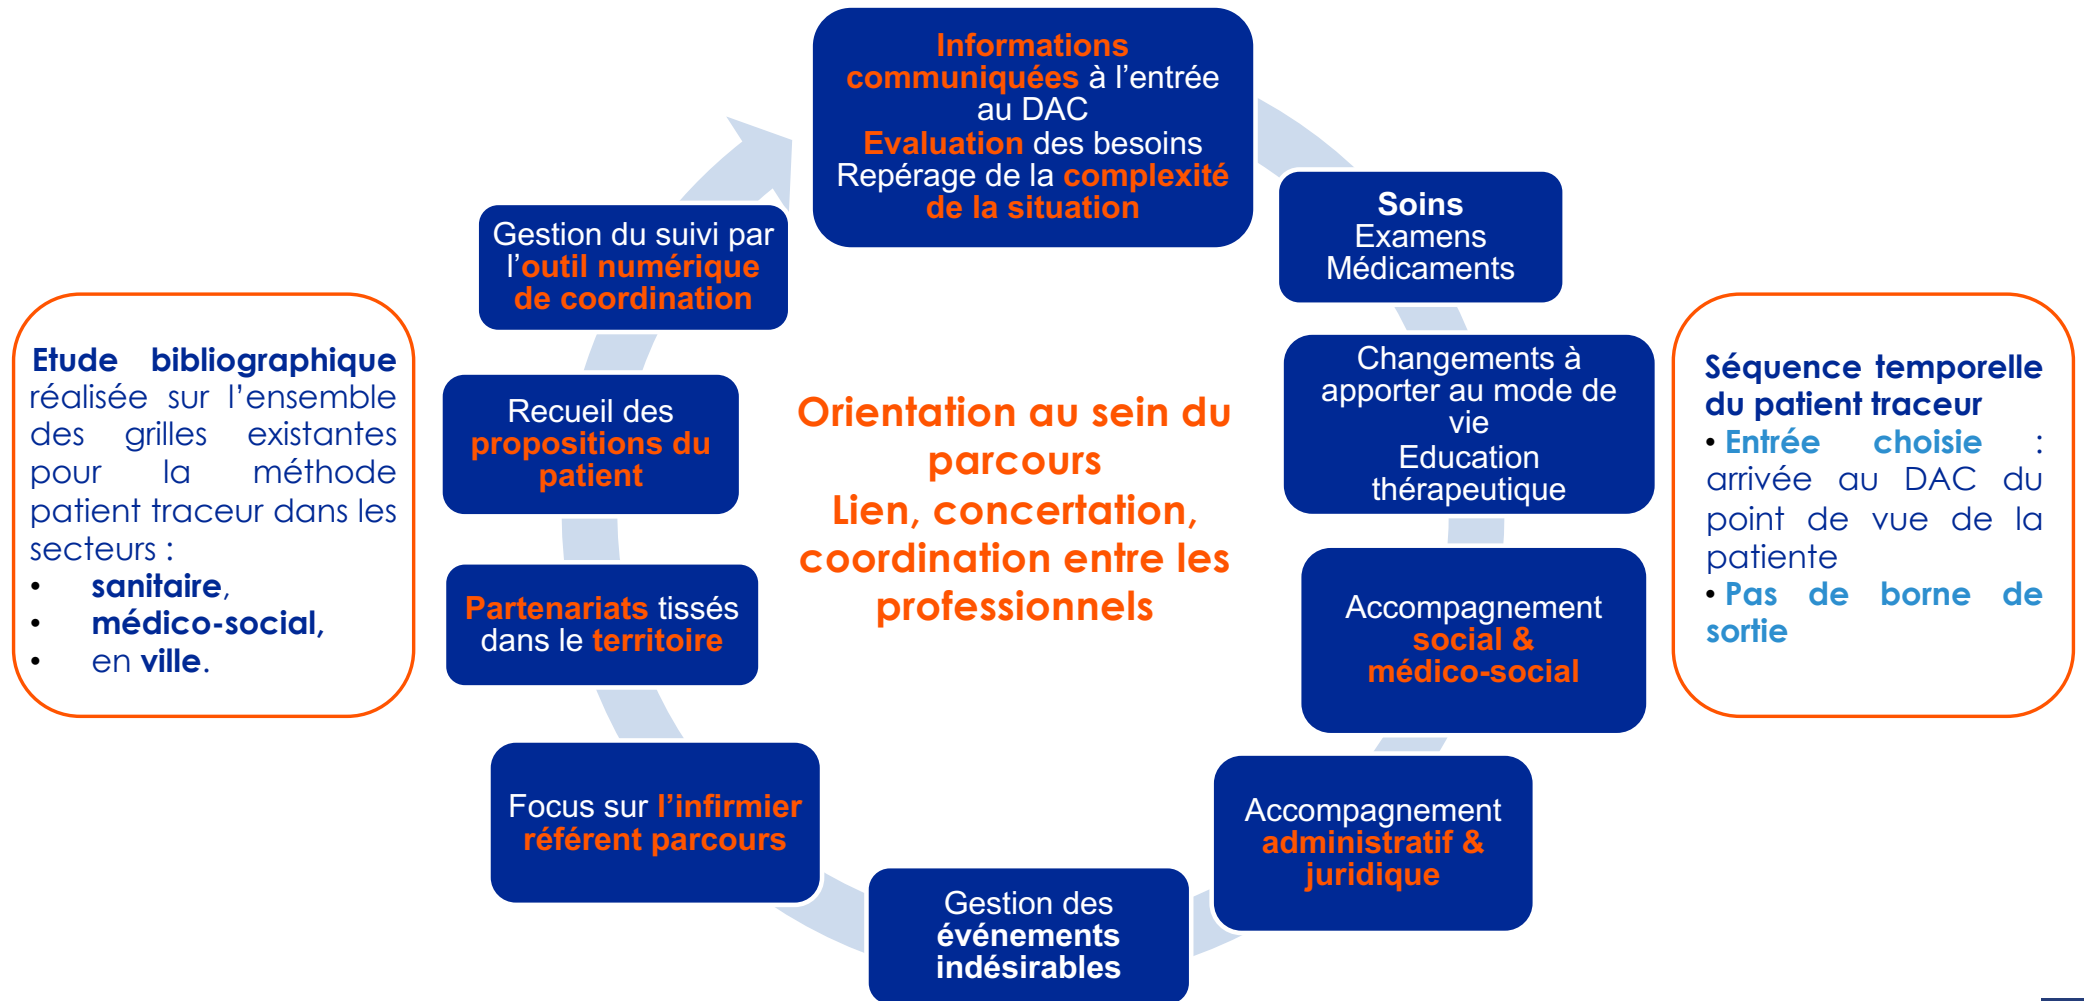 Informations
communiquées à l'entrée
au DAC
Evaluation des besoins
Repérage de la complexité
de la situation
Soins
Examens
Médicaments
Changements à
apporter au mode de
vie
Education
thérapeutique
Accompagnement
social &
médico-social
Accompagnement
administratif &
juridique
Gestion des
événements
indésirables
Focus sur l'infirmier
référent parcours
Partenariats tissés
dans le territoire
Recueil des
propositions du
patient
Gestion du suivi par
l'outil numérique
de coordination
Orientation au sein du
parcours
Lien, concertation,
coordination entre les
professionnels
Etude bibliographique
réalisée sur l'ensemble
des grilles existantes
pour la méthode
patient traceur dans les
secteurs :
• sanitaire,
• médico-social,
• en ville.
Séquence temporelle
du patient traceur
• Entrée choisie :
arrivée au DAC du
point de vue de la
patiente
• Pas de borne de
sortie